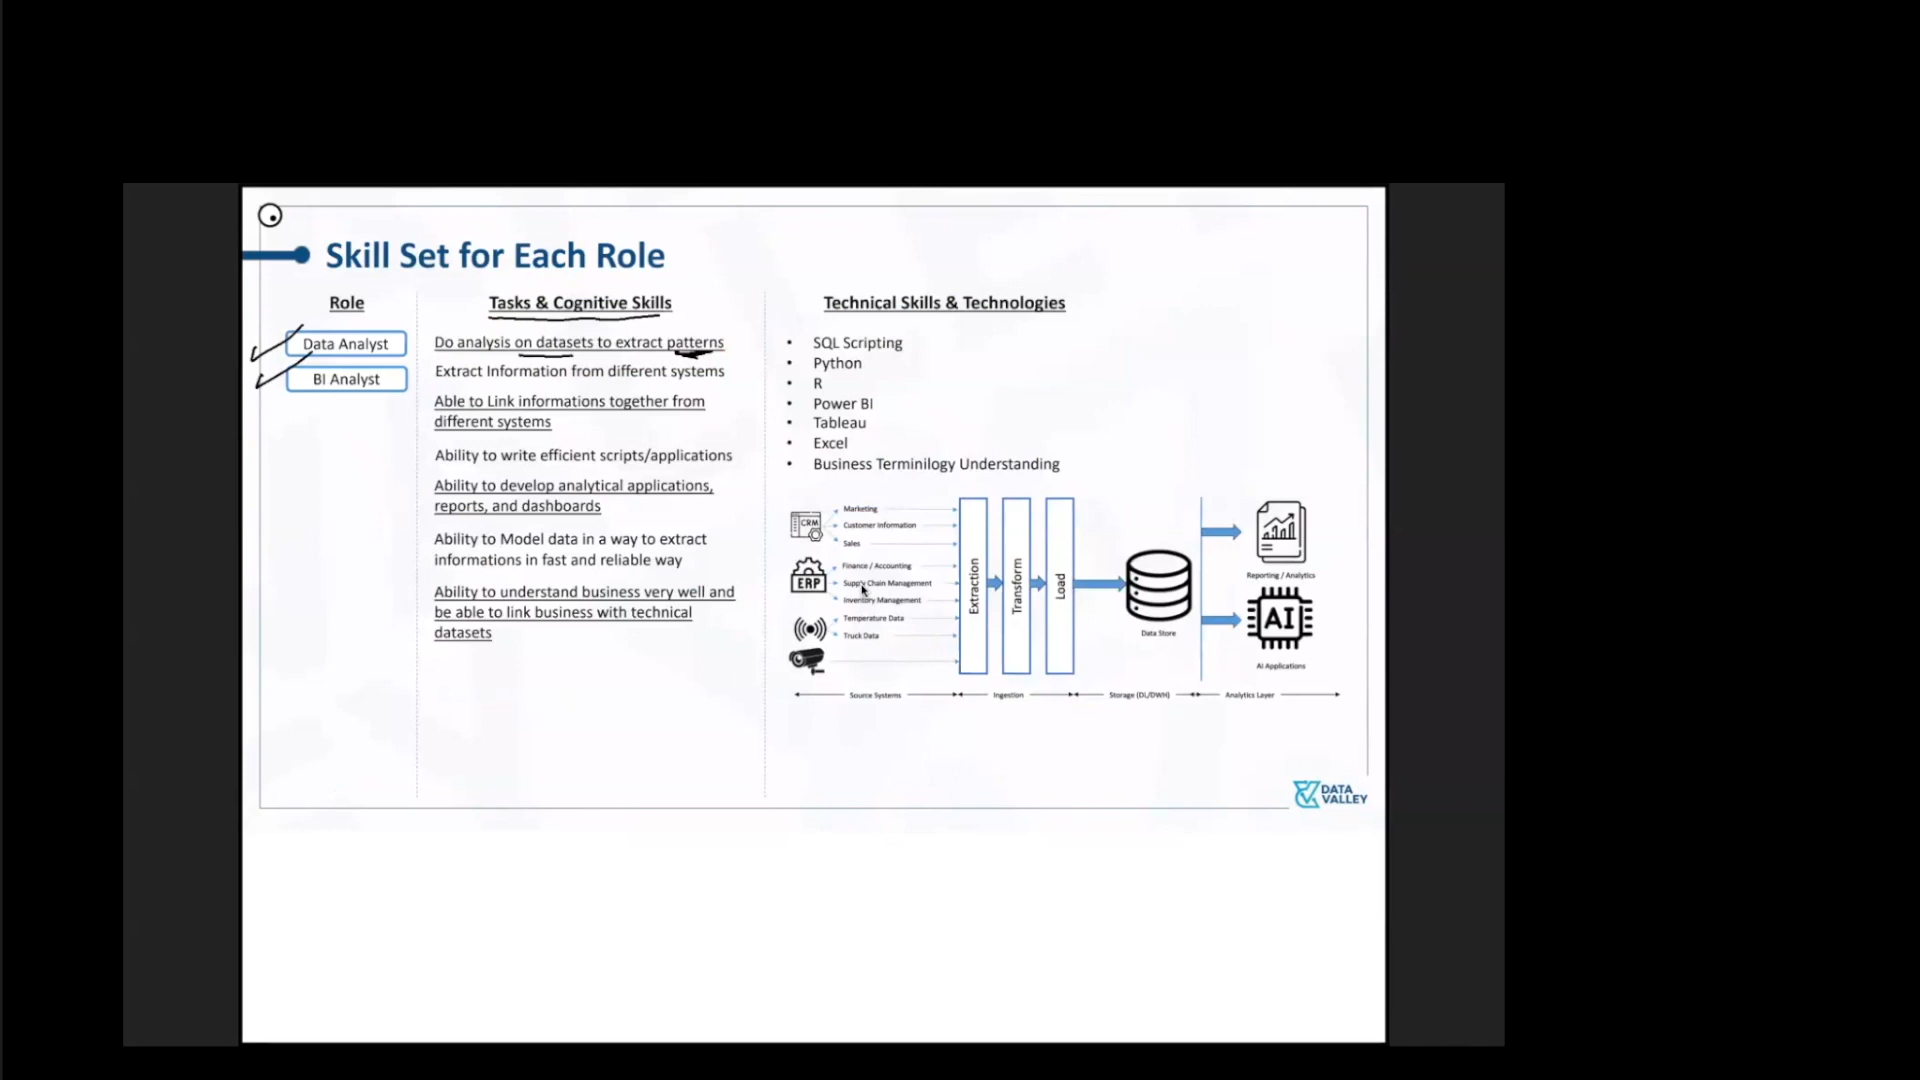 Skill Set for Each Role
Role
Data Analyst
BI Analyst
Tasks & Cognitive Skills
Do analysis on datasets to extract patterns
Extract Information from different systems
Able to Link informations together from
different systems
Ability to write efficient scripts/applications
Ability to develop analytical applications,
reports, and dashboards
Ability to Model data in a way to extract
informations in fast and reliable way
Ability to understand business very well and
be able to link business with technical
datasets
Technical Skills & Technologies
• SQL Scripting
• Python
• R
• Power BI
• Tableau
• Excel
• Business Terminilogy Understanding
CRM
Marketing
Customer Information
Sales
ERP
Finance / Accounting
Supply Chain Management
Inventory Management
Temperature Data
Truck Data
Extraction
Transform
Load
Data Store
Reporting / Analytics
AI
AI Applications
Source Systems
Ingestion
Storage (DL/DWH)
Analytics Layer
DATA
VALLEY